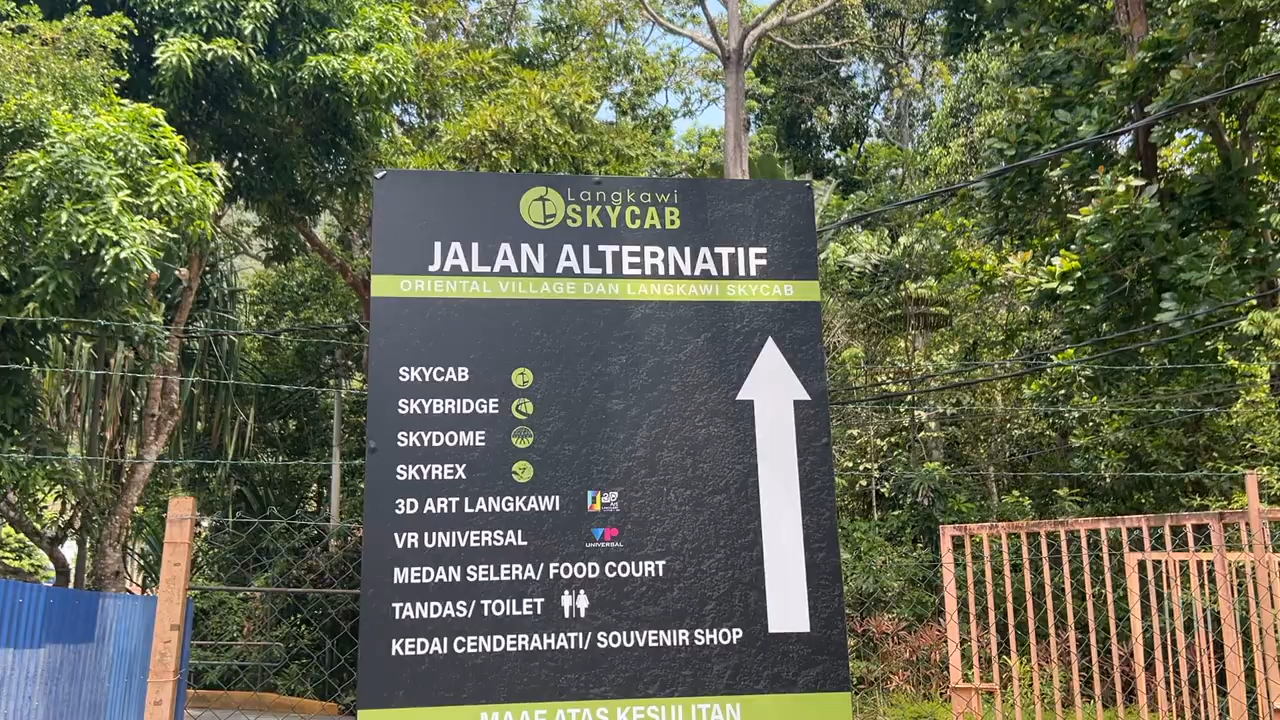 Langkawi
SKYCAB
JALAN ALTERNATIF
ORIENTAL VILLAGE DAN LANGKAWI SKYCAB
SKYCAB
SKYBRIDGE
SKYDOME
SKYREX
3D ART LANGKAWI
VR UNIVERSAL
UNIVERSAL
MEDAN SELERA/ FOOD COURT
TANDAS/ TOILET
KEDAI CENDERAHATI/ SOUVENIR SHOP
MAAF ATAS KESULITAN